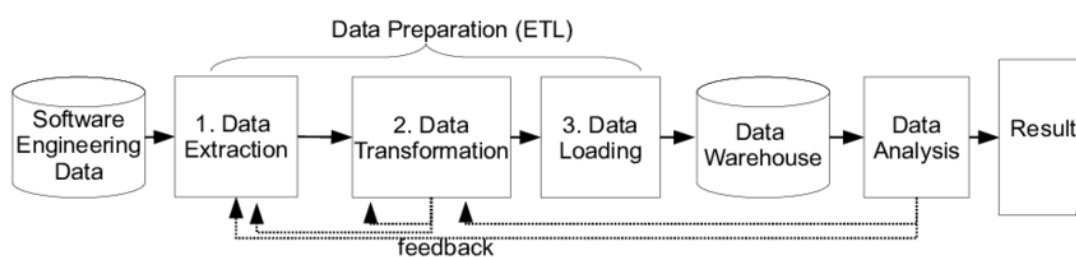 Data Preparation (ETL)
Software
Engineering
Data
1. Data
Extraction
2. Data
Transformation
3. Data
Loading
Data
Warehouse
Data
Analysis
Result
feedback